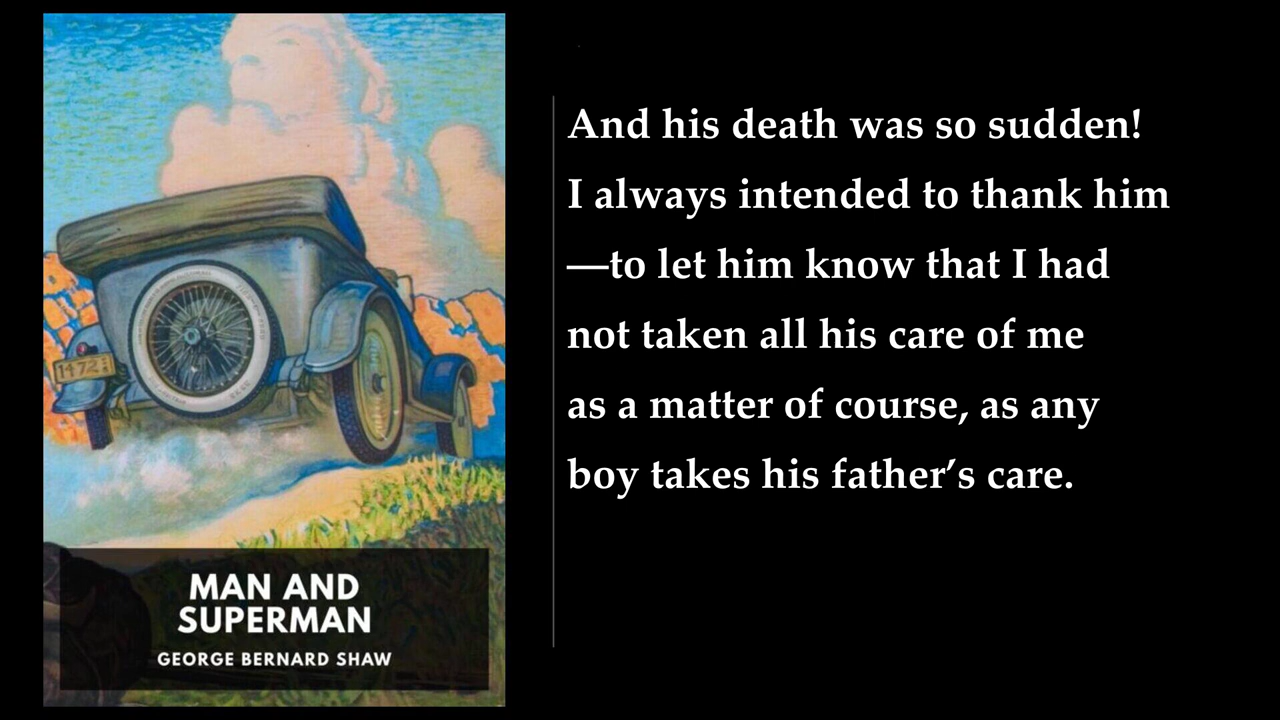 And his death was so sudden!
I always intended to thank him
—to let him know that I had
not taken all his care of me
as a matter of course, as any
boy takes his father’s care.
1472
MAN AND
SUPERMAN
GEORGE BERNARD SHAW